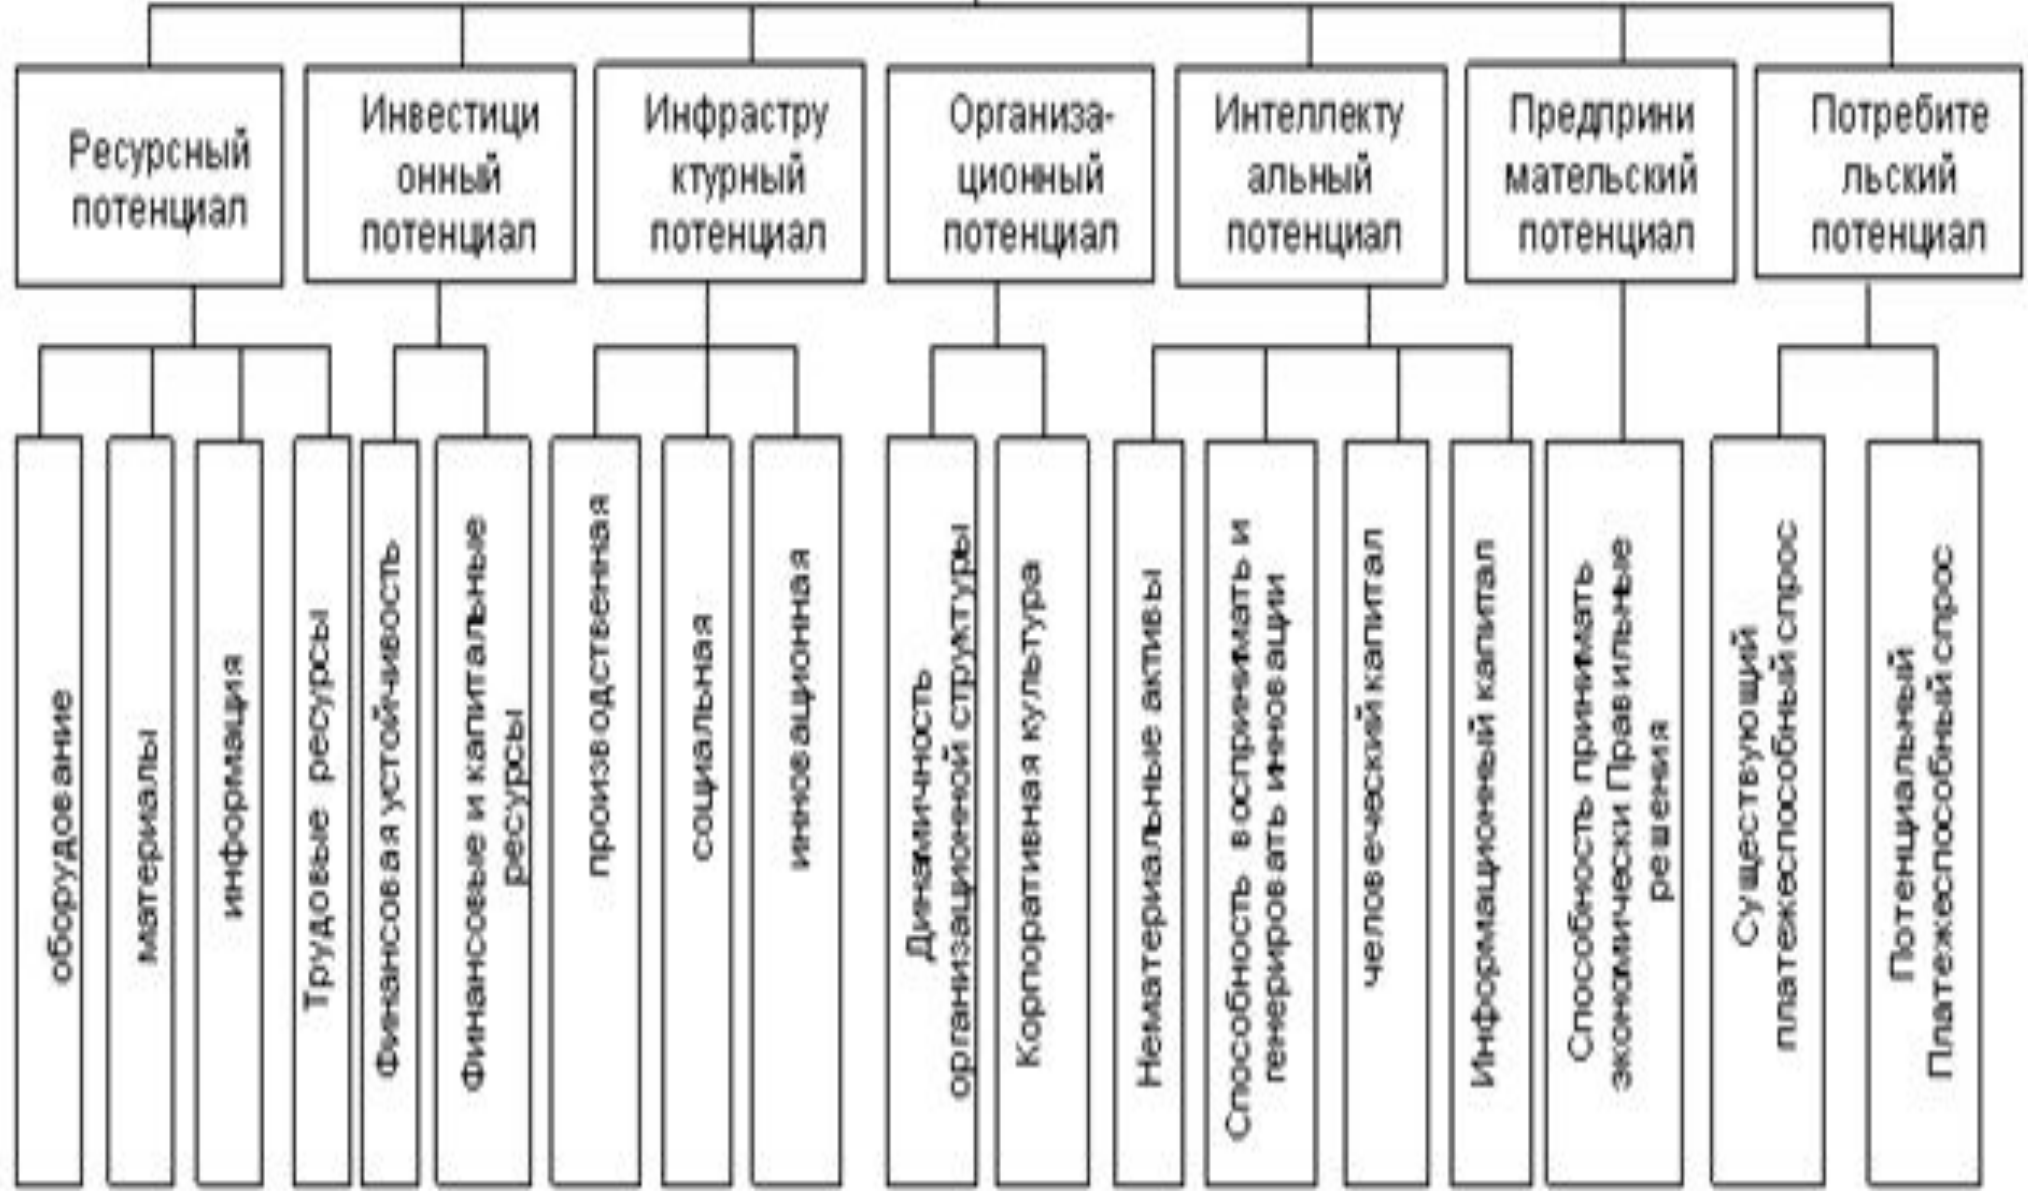 Ресурсный
потенциал
Инвестици
онный
потенциал
Инфрастру
ктурный
потенциал
Организа-
ционный
потенциал
Интеллекту
альный
потенциал
Предприни
мательский
потенциал
Потребите
льский
потенциал
оборудование
материалы
информация
Трудовые ресурсы
Финансовая устойчивость
Финансовые и капитальные
ресурсы
производственная
социальная
инновационная
Динамичность
организационной структуры
Корпоративная культура
Нематериальные активы
Способность воспринимать и
генерировать инновации
человеческий капитал
Информационный капитал
Способность принимать
экономически Правильные
решения
Существующий
платежеспособный спрос
Потенциальный
Платежеспособный спрос